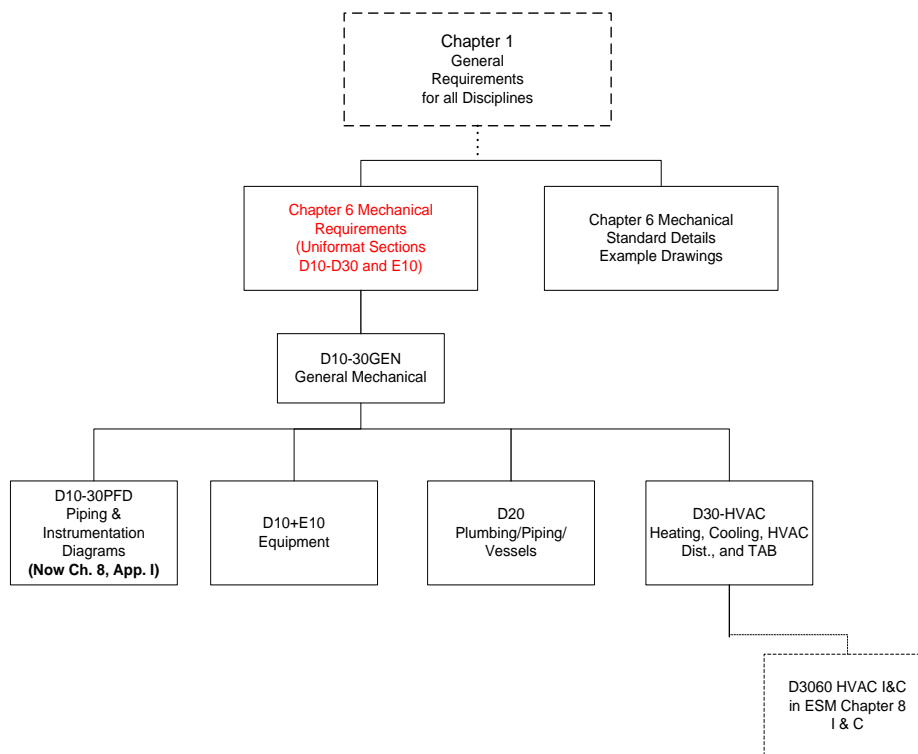 Chapter 1
General
Requirements
for all Disciplines
Chapter 6 Mechanical
Requirements
(Uniformat Sections
D10-D30 and E10)
Chapter 6 Mechanical
Standard Details
Example Drawings
D10-30GEN
General Mechanical
D10-30PFD
Piping &
Instrumentation
Diagrams
(Now Ch. 8, App. I)
D10+E10
Equipment
D20
Plumbing/Piping/
Vessels
D30-HVAC
Heating, Cooling, HVAC
Dist., and TAB
D3060 HVAC I&C
in ESM Chapter 8
I & C